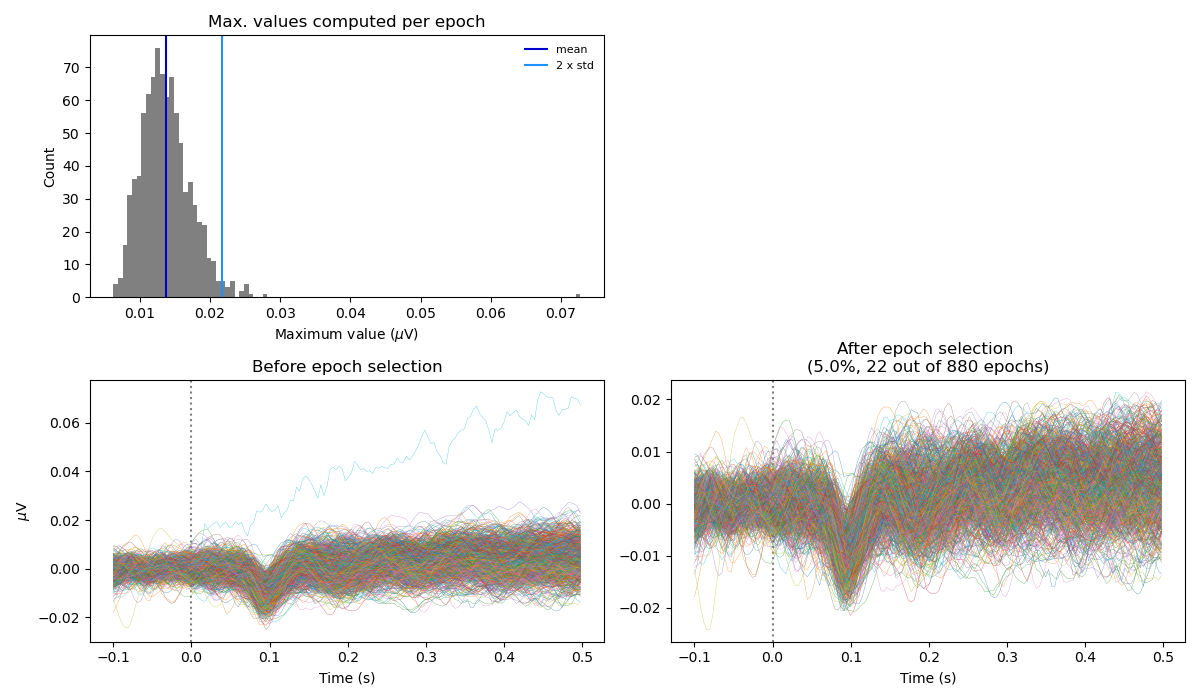 Max. values computed per epoch
mean
2 x std
Count
70
60
50
40
30
20
10
0
0.01 0.02 0.03 0.04 0.05 0.06 0.07
Maximum value (μV)
Before epoch selection
μV
0.06
0.04
0.02
0.00
−0.02
−0.1 0.0 0.1 0.2 0.3 0.4 0.5
Time (s)
After epoch selection
(5.0%, 22 out of 880 epochs)
0.02
0.01
0.00
−0.01
−0.02
−0.1 0.0 0.1 0.2 0.3 0.4 0.5
Time (s)